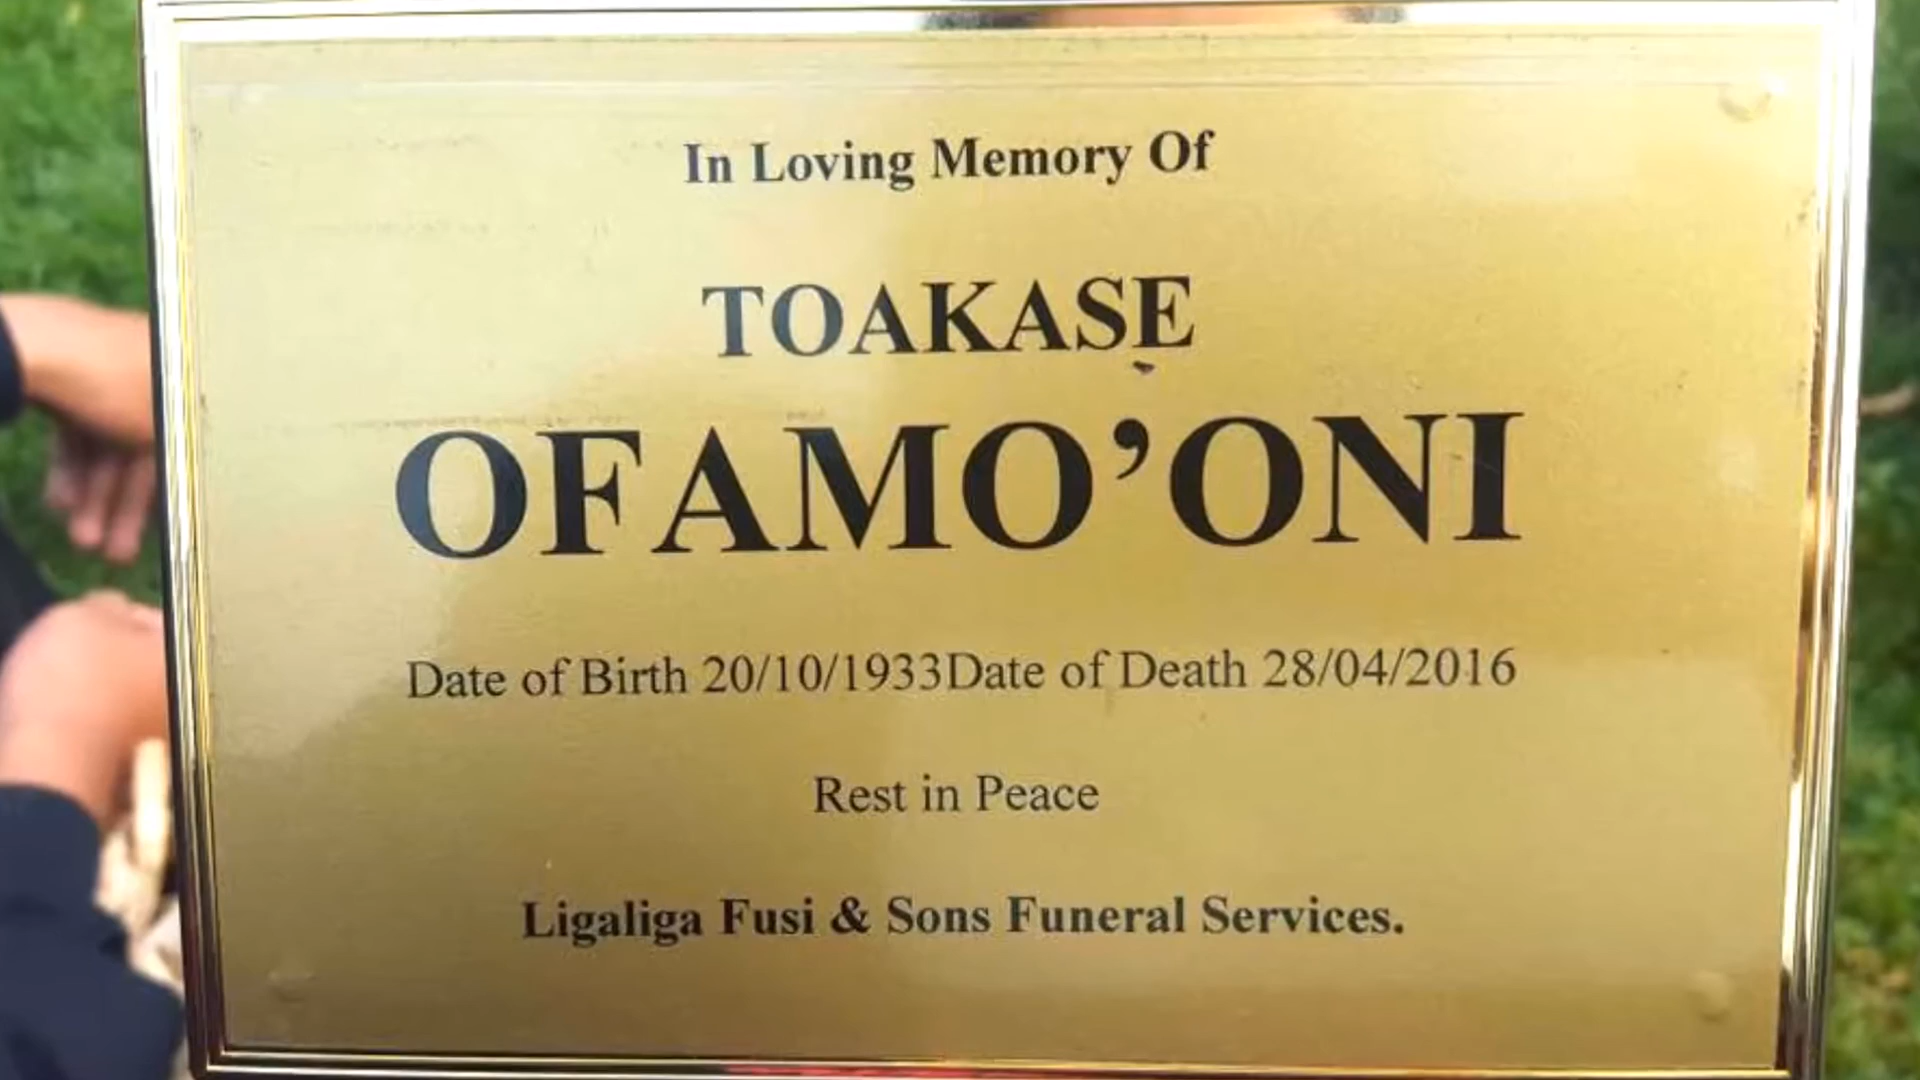 In Loving Memory Of
TOAKASE
OFAMO’ONI
Date of Birth 20/10/1933Date of Death 28/04/2016
Rest in Peace
Ligaliga Fusi & Sons Funeral Services.